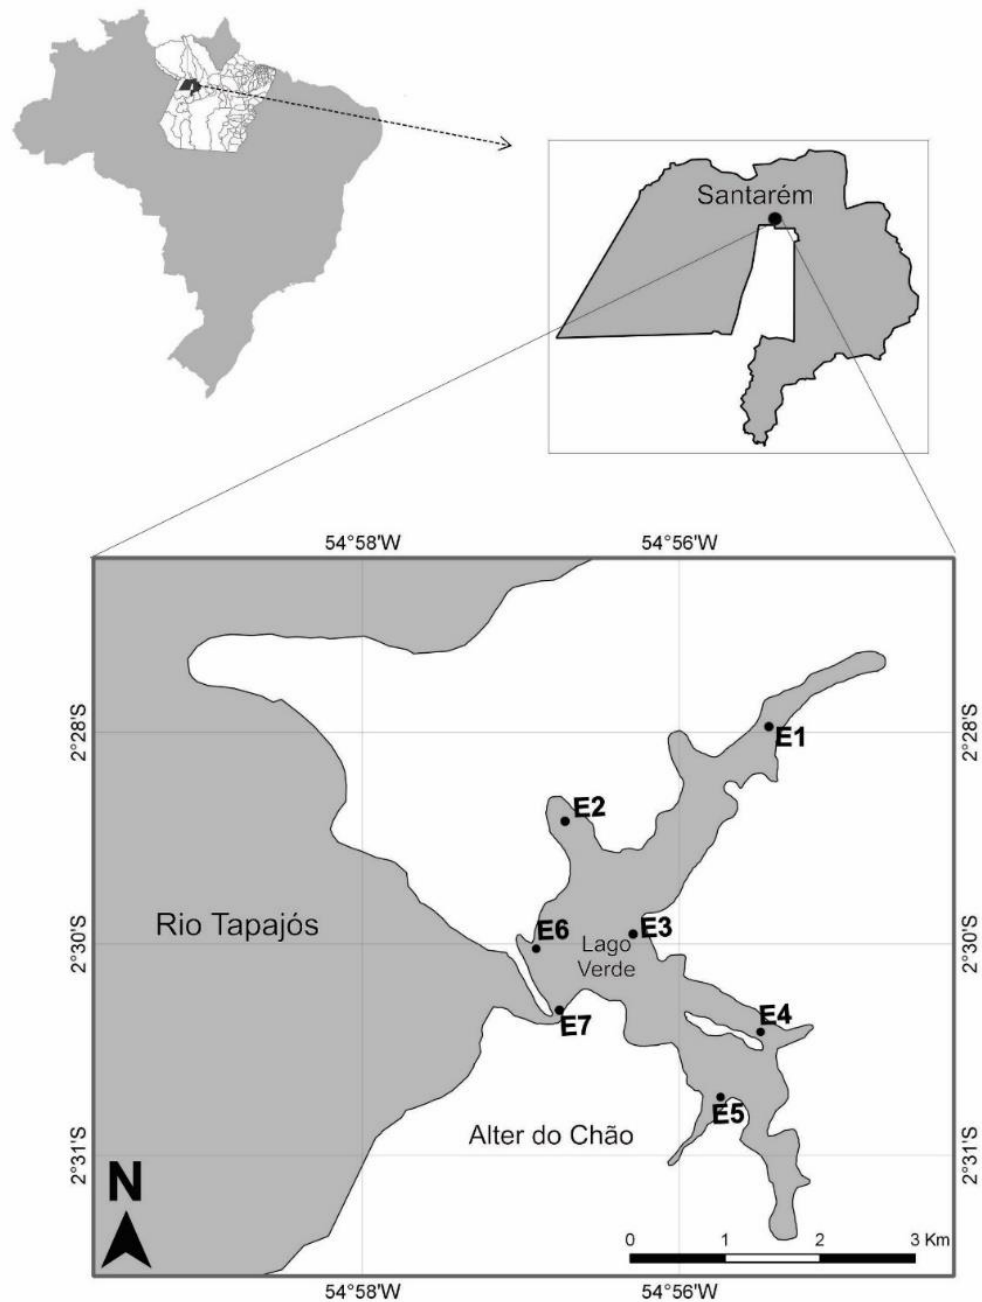 Santarém
54°58'W
54°56'W
2°28'S
2°28'S
E1
E2
Rio Tapajós
E6
E3
2°30'S
2°30'S
Lago
Verde
E7
E4
E5
Alter do Chão
2°31'S
2°31'S
N
0 1 2 3 Km
54°58'W
54°56'W